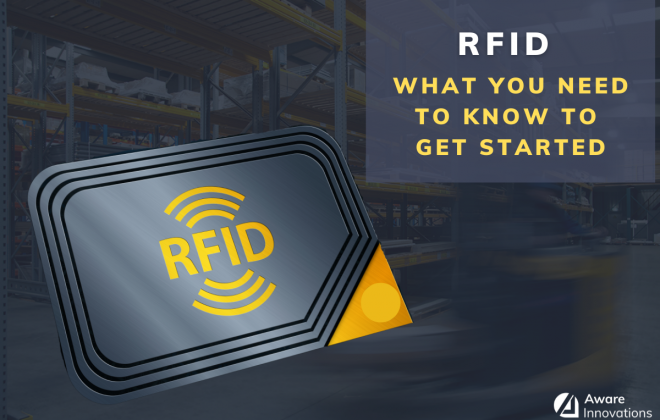 RFID
WHAT YOU NEED
TO KNOW TO
GET STARTED
RFID
Aware
Innovations